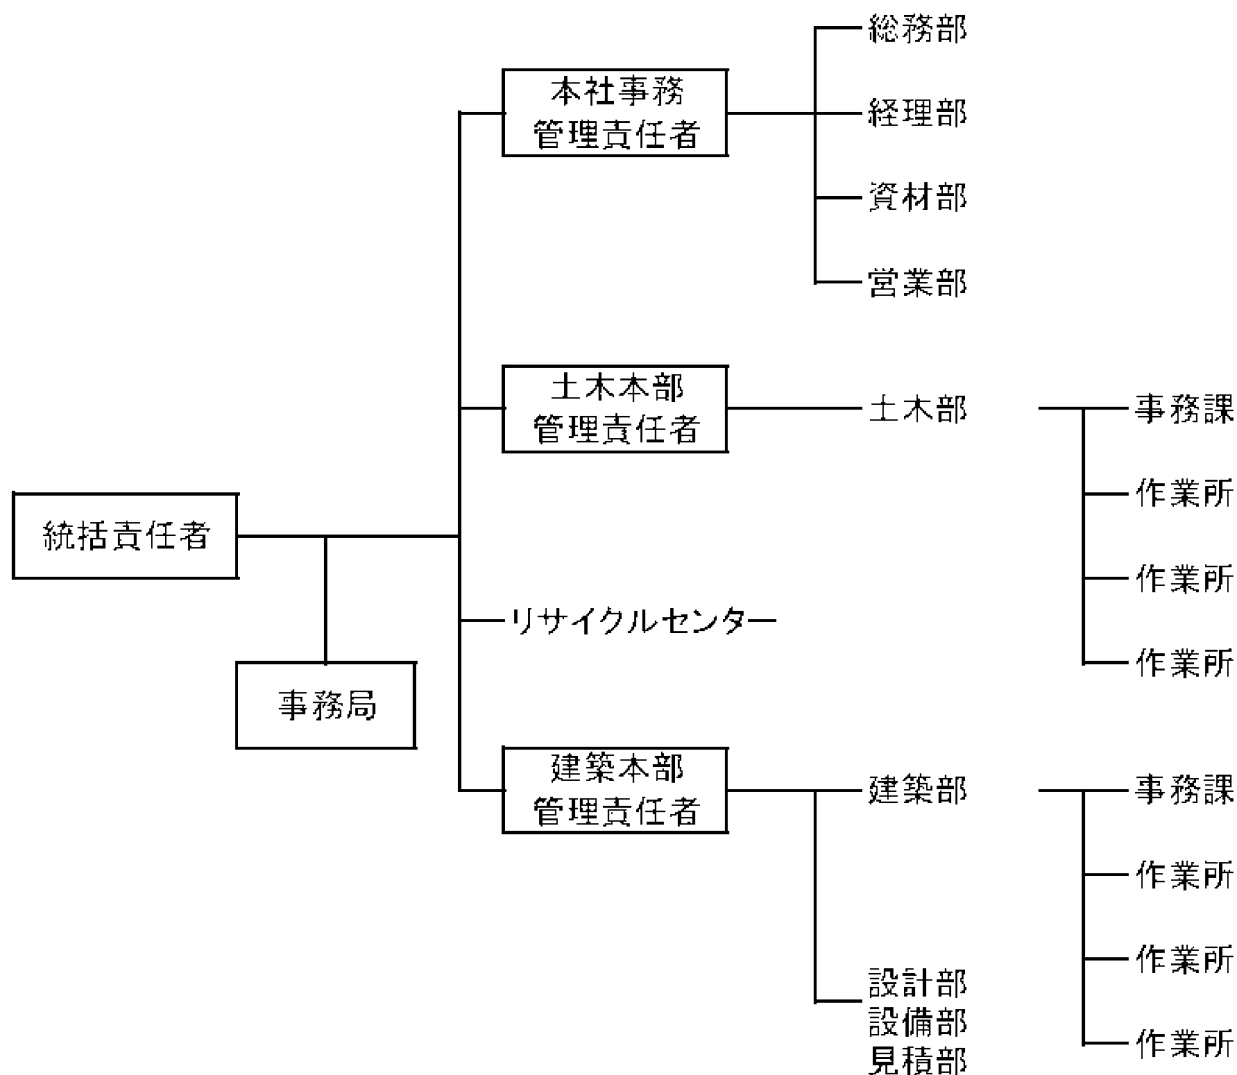 総務部
本社事務
管理責任者
経理部
資材部
営業部
土木本部
管理責任者
土木部
事務課
作業所
統括責任者
作業所
リサイクルセンター
作業所
事務局
建築本部
管理責任者
建築部
事務課
作業所
作業所
設計部
設備部
見積部
作業所